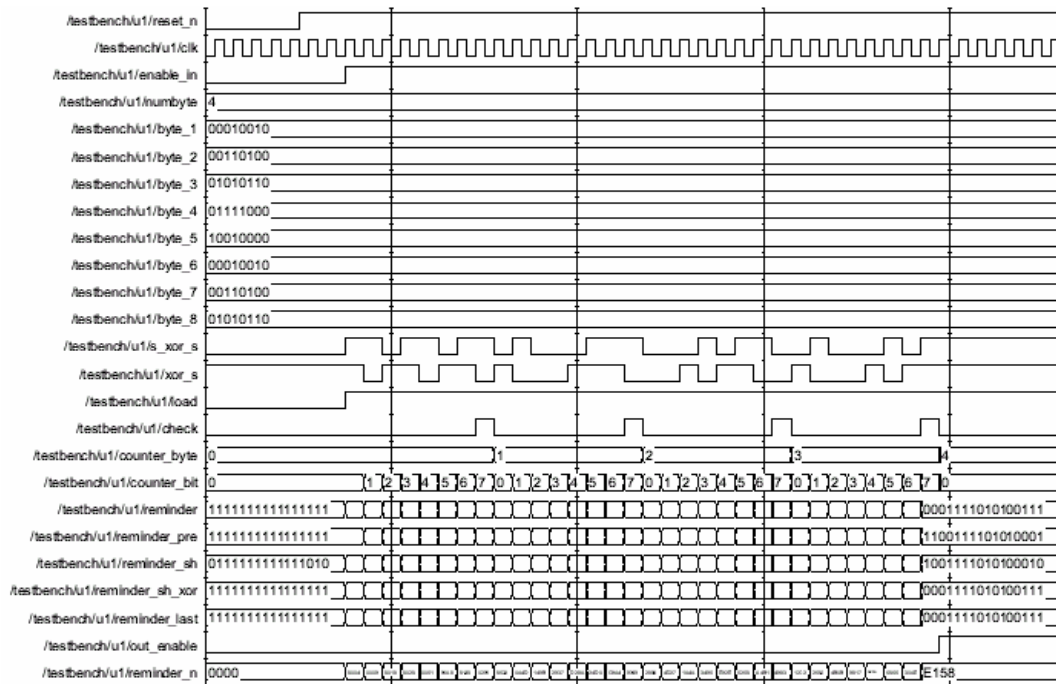 /testbench/u1/reset_n
/testbench/u1/clk
/testbench/u1/enable_in
/testbench/u1/numbyte 4
/testbench/u1/byte_1 00010010
/testbench/u1/byte_2 00110100
/testbench/u1/byte_3 01010110
/testbench/u1/byte_4 01111000
/testbench/u1/byte_5 10010000
/testbench/u1/byte_6 00010010
/testbench/u1/byte_7 00110100
/testbench/u1/byte_8 01010110
/testbench/u1/s_xor_s
/testbench/u1/xor_s
/testbench/u1/load
/testbench/u1/check
/testbench/u1/counter_byte 0 1 2 3 4
/testbench/u1/counter_bit 0 1 2 3 4 5 6 7 0 1 2 3 4 5 6 7 0 1 2 3 4 5 6 7 0 1 2 3 4 5 6 7 0
/testbench/u1/reminder 1111111111111111 0001111010100111
/testbench/u1/reminder_pre 1111111111111111 1100111101010001
/testbench/u1/reminder_sh 0111111111111010 1001111010100010
/testbench/u1/reminder_sh_xor 1111111111111111 0001111010100111
/testbench/u1/reminder_last 1111111111111111 0001111010100111
/testbench/u1/out_enable
/testbench/u1/reminder_n 0000 E158